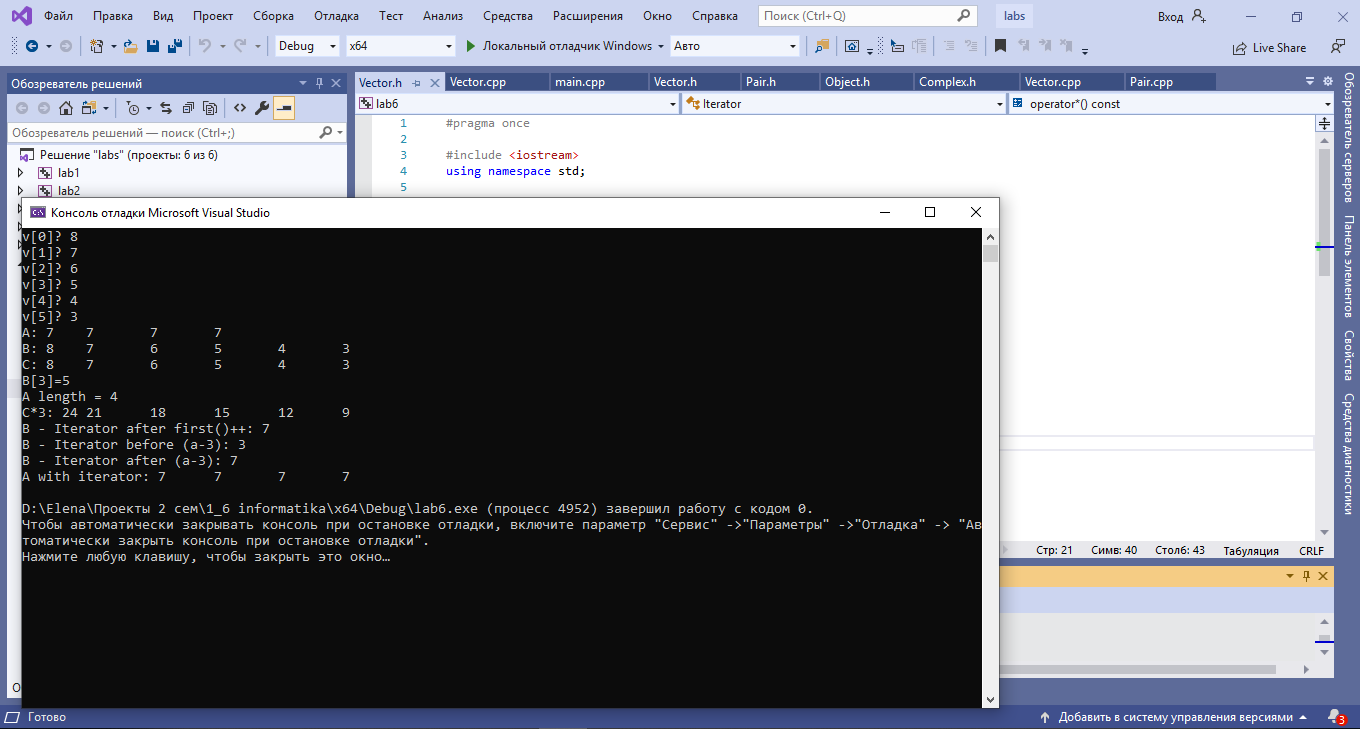 Файл Правка Вид Проект Сборка Отладка Тест Анализ Средства Расширения Окно Справка Поиск (Ctrl+Q) labs Вход
Debug x64 Локальный отладчик Windows Авто Live Share
Обозреватель решений
Обозреватель решений — поиск (Ctrl+;)
Решение "labs" (проекты: 6 из 6)
lab1
lab2
Vector.h Vector.cpp main.cpp Vector.h Pair.h Object.h Complex.h Vector.cpp Pair.cpp
lab6 Iterator operator*() const
1 #pragma once
2
3 #include <iostream>
4 using namespace std;
5
Консоль отладки Microsoft Visual Studio
v[0]? 8
v[1]? 7
v[2]? 6
v[3]? 5
v[4]? 4
v[5]? 3
A: 7 7 7 7
B: 8 7 6 5 4 3
C: 8 7 6 5 4 3
B[3]=5
A length = 4
C*3: 24 21 18 15 12 9
B - Iterator after first()++: 7
B - Iterator before (a-3): 3
B - Iterator after (a-3): 7
A with iterator: 7 7 7 7
D:\Elena\Проекты 2 сем\1_6 informatika\x64\Debug\lab6.exe (процесс 4952) завершил работу с кодом 0.
Чтобы автоматически закрывать консоль при остановке отладки, включите параметр "Сервис" ->"Параметры" ->"Отладка" -> "Ав
томатически закрыть консоль при остановке отладки".
Нажмите любую клавишу, чтобы закрыть это окно…
Стр: 21 Симв: 40 Столб: 43 Табуляция CRLF
Обозреватель серверов
Панель элементов
Свойства
Средства диагностики
Готово
Добавить в систему управления версиями
3